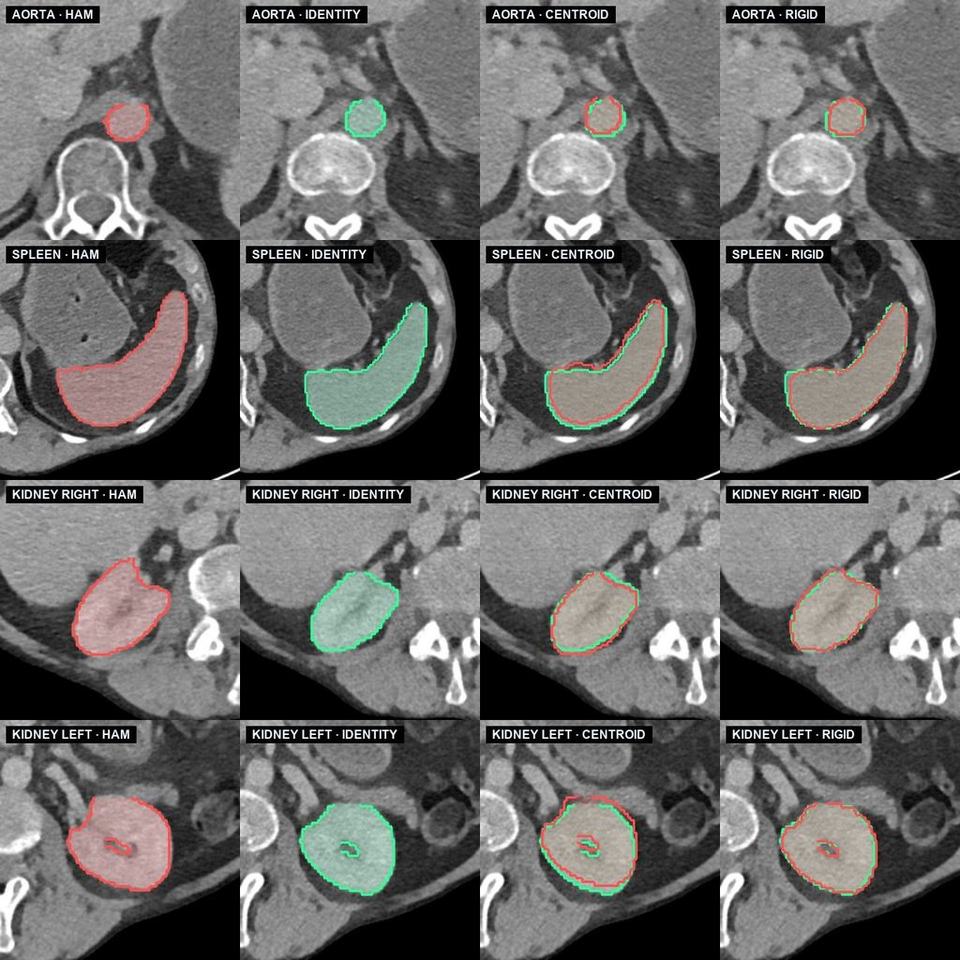 AORTA · HAM
AORTA · IDENTITY
AORTA · CENTROID
AORTA · RIGID
SPLEEN · HAM
SPLEEN · IDENTITY
SPLEEN · CENTROID
SPLEEN · RIGID
KIDNEY RIGHT · HAM
KIDNEY RIGHT · IDENTITY
KIDNEY RIGHT · CENTROID
KIDNEY RIGHT · RIGID
KIDNEY LEFT · HAM
KIDNEY LEFT · IDENTITY
KIDNEY LEFT · CENTROID
KIDNEY LEFT · RIGID